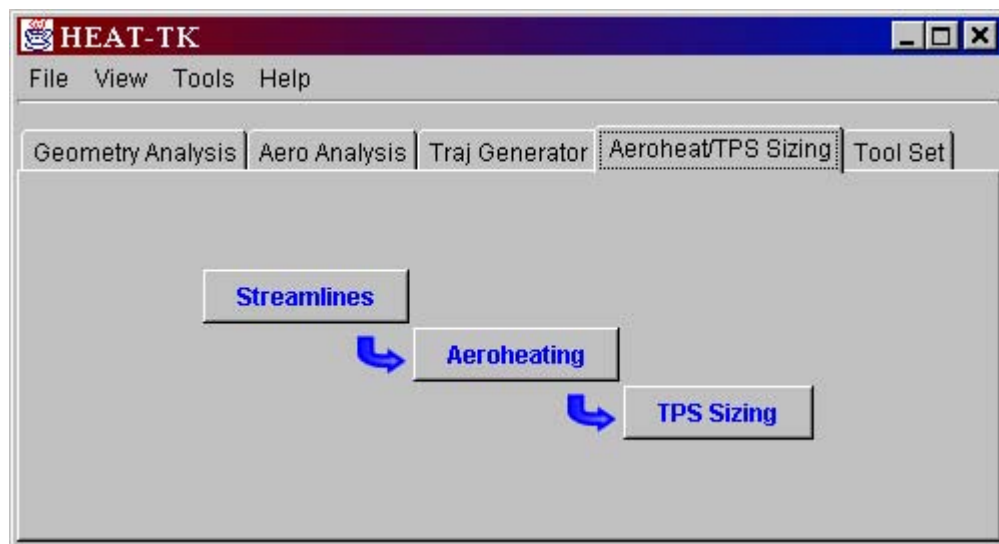 HEAT-TK
File View Tools Help
Geometry Analysis Aero Analysis Traj Generator Aeroheat/TPS Sizing Tool Set
Streamlines
Aeroheating
TPS Sizing